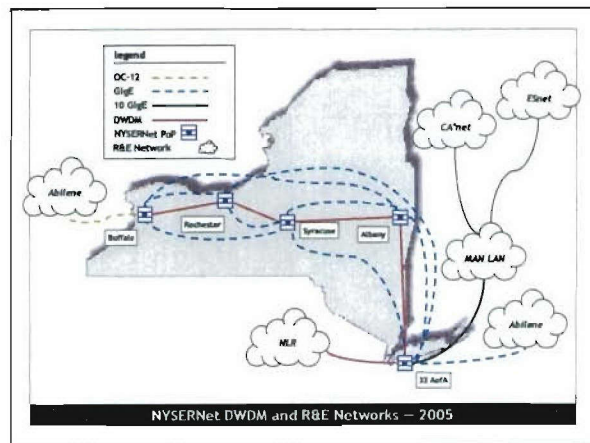 legend
OC-12
GigE
10 GigE
DWDM
NYSERNet PoP
R&E Network
CA*net
ESnet
Abilene
Buffalo
Rochester
Syracuse
Albany
MAN LAN
NLR
Abilene
32 AofA
NYSERNet DWDM and R&E Networks — 2005